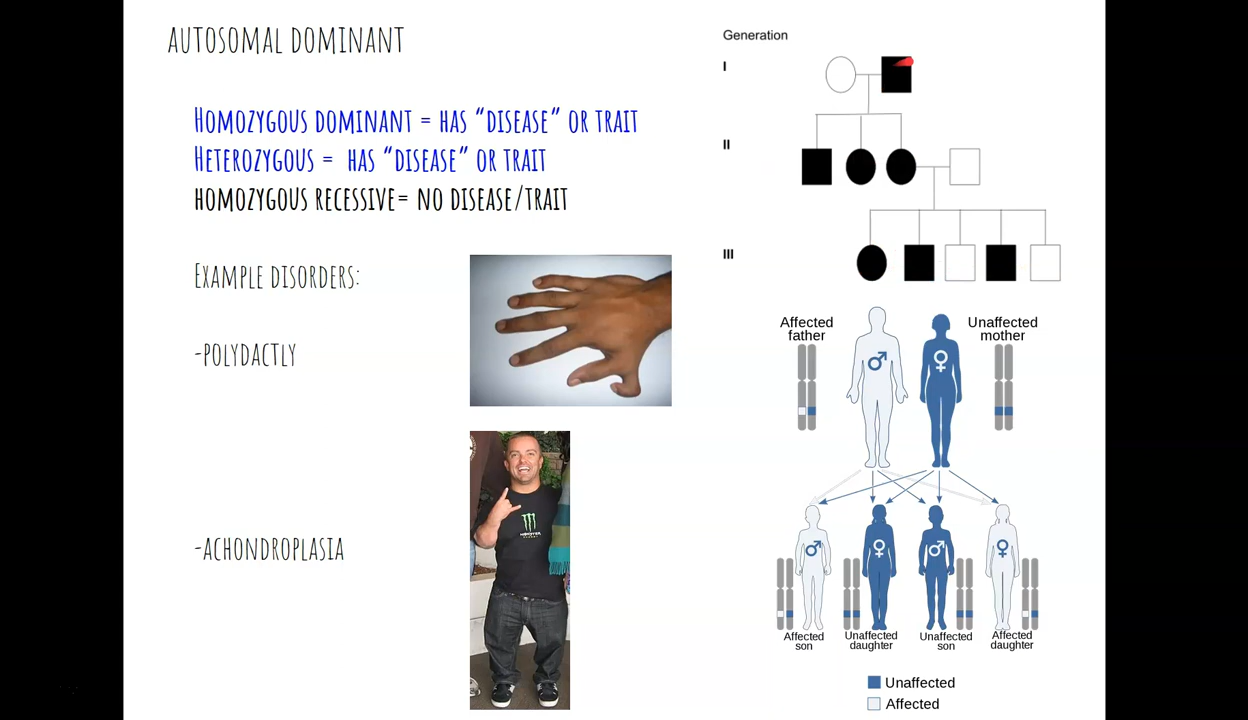 AUTOSOMAL DOMINANT
HOMOZYGOUS DOMINANT = HAS "DISEASE" OR TRAIT
HETEROZYGOUS = HAS "DISEASE" OR TRAIT
HOMOZYGOUS RECESSIVE= NO DISEASE/TRAIT
EXAMPLE DISORDERS:
-POLYDACTLY
-ACHONDROPLASIA
Generation
I
II
III
Affected
father
Unaffected
mother
Affected
son
Unaffected
daughter
Unaffected
son
Affected
daughter
Unaffected
Affected
MONSTER